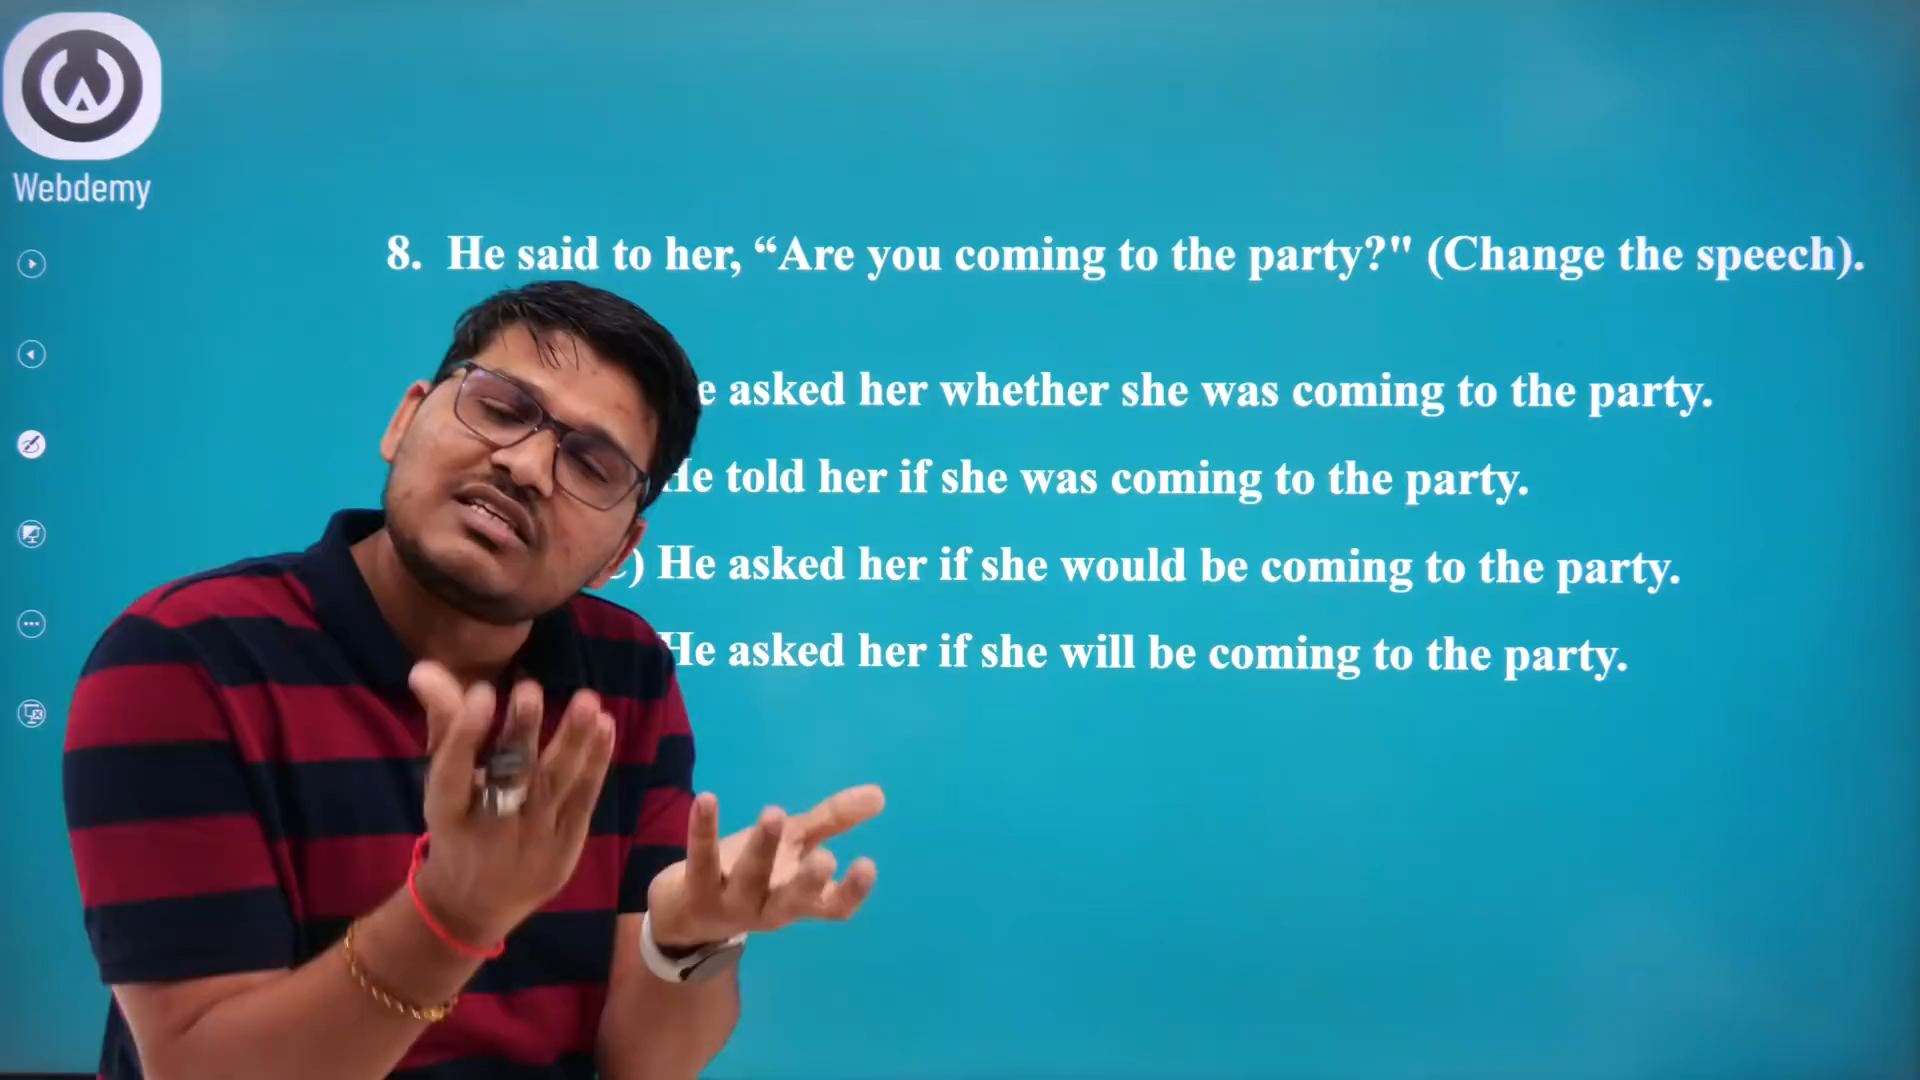 Webdemy
8. He said to her, “Are you coming to the party?" (Change the speech).
asked her whether she was coming to the party.
He told her if she was coming to the party.
) He asked her if she would be coming to the party.
He asked her if she will be coming to the party.